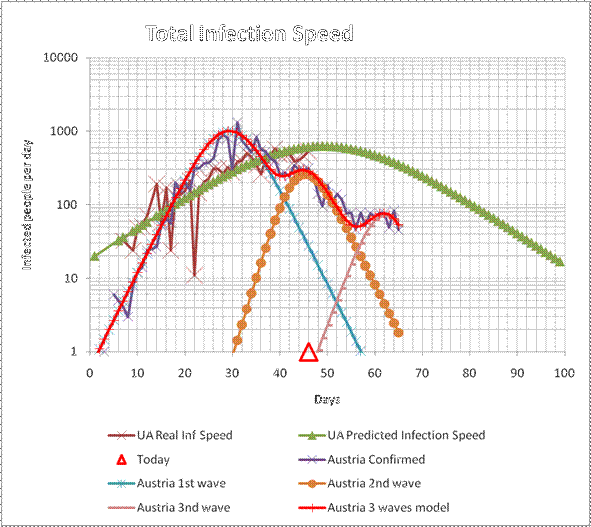 Total Infection Speed
10000
1000
100
10
1
Infected people per day
0 10 20 30 40 50 60 70 80 90 100
Days
UA Real Inf Speed
UA Predicted Infection Speed
Today
Austria Confirmed
Austria 1st wave
Austria 2nd wave
Austria 3nd wave
Austria 3 waves model